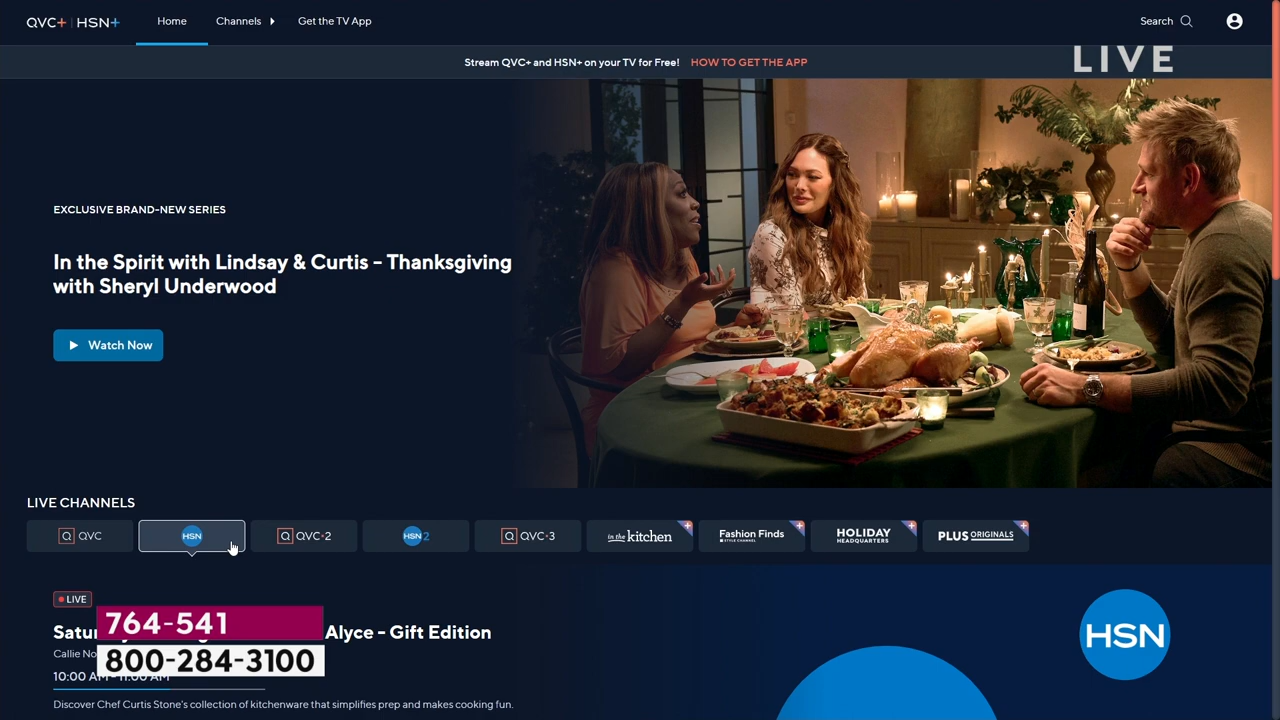 QVC+ | HSN+
Home
Channels
Get the TV App
Search
LIVE
Stream QVC+ and HSN+ on your TV for Free! HOW TO GET THE APP
EXCLUSIVE BRAND-NEW SERIES
In the Spirit with Lindsay & Curtis – Thanksgiving
with Sheryl Underwood
Watch Now
LIVE CHANNELS
QVC
HSN
QVC•2
HSN2
QVC•3
in the kitchen
Fashion Finds
STYLE CHANNEL
HOLIDAY
HEADQUARTERS
PLUS ORIGINALS
LIVE
764-541
Alyce – Gift Edition
Callie
800-284-3100
10:00 AM - 11:00 AM
HSN
Discover Chef Curtis Stone's collection of kitchenware that simplifies prep and makes cooking fun.